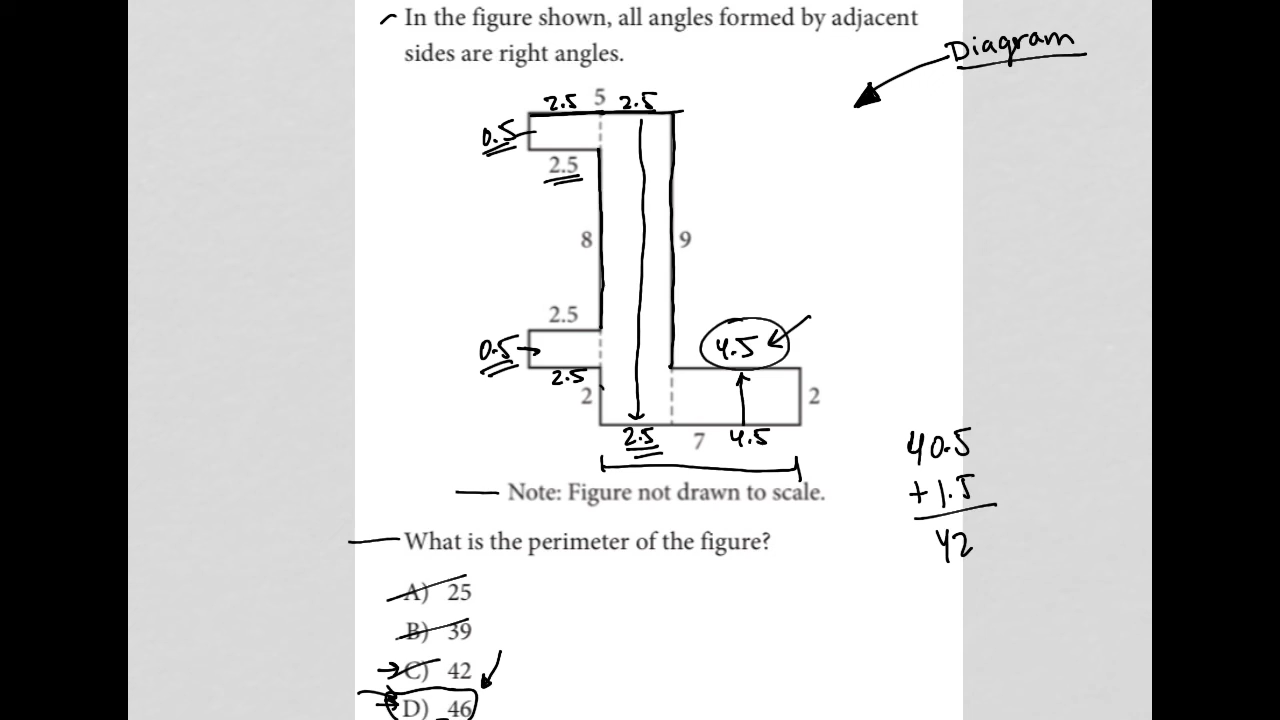 In the figure shown, all angles formed by adjacent
sides are right angles.
Diagram
2.5 5 2.5
0.5
2.5
8 9
2.5
0.5 4.5
2.5
2 2
2.5 7 4.5
Note: Figure not drawn to scale.
What is the perimeter of the figure?
A) 25
B) 39
C) 42
D) 46
40.5
+ 1.5
42